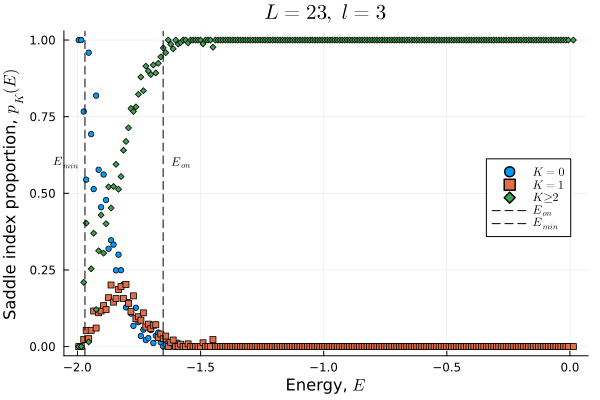 L = 23, l = 3
Saddle index proportion, p_K(E)
1.00
0.75
0.50
0.25
0.00
E_min
E_on
K = 0
K = 1
K≥2
E_on
E_min
−2.0 −1.5 −1.0 −0.5 0.0
Energy, E